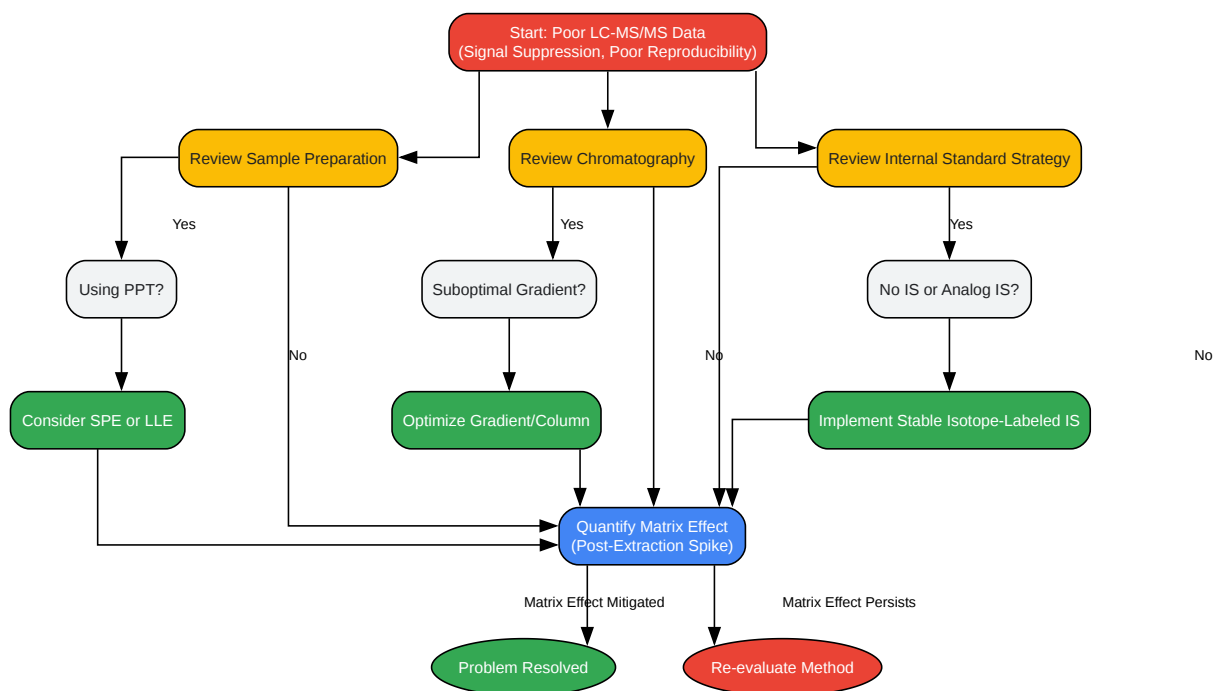 Start: Poor LC-MS/MS Data
(Signal Suppression, Poor Reproducibility)
Review Sample Preparation
Review Chromatography
Review Internal Standard Strategy
Yes
Yes
Yes
Using PPT?
Suboptimal Gradient?
No IS or Analog IS?
No
No
No
Consider SPE or LLE
Optimize Gradient/Column
Implement Stable Isotope-Labeled IS
Quantify Matrix Effect
(Post-Extraction Spike)
Matrix Effect Mitigated
Matrix Effect Persists
Problem Resolved
Re-evaluate Method